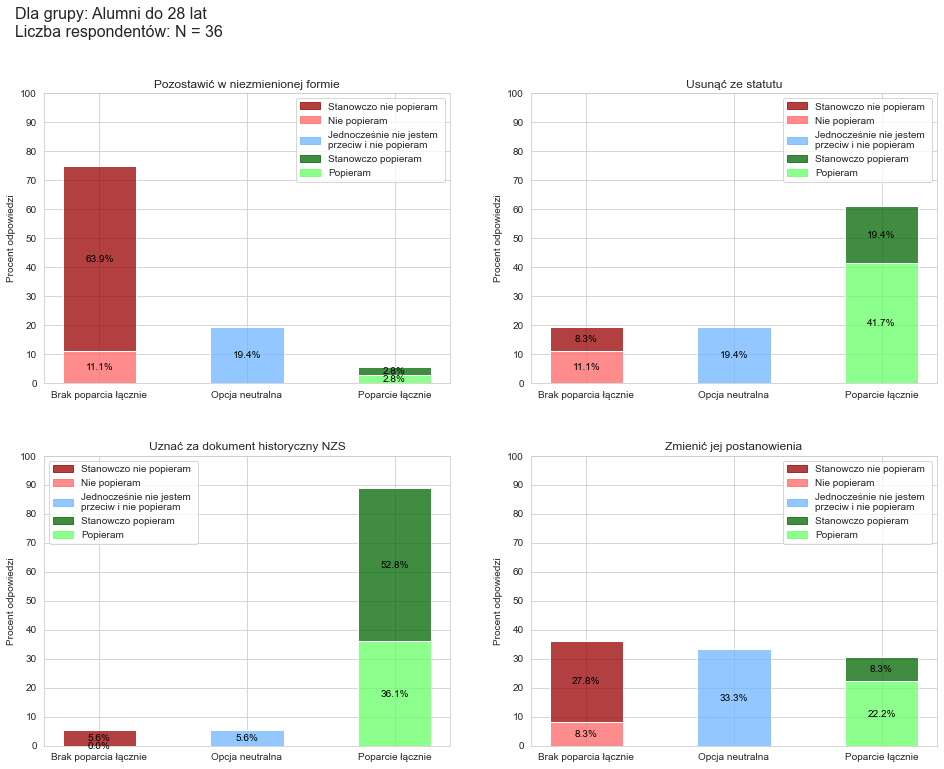 Dla grupy: Alumni do 28 lat
Liczba respondentów: N = 36
Pozostawić w niezmienionej formie
Procent odpowiedzi
100
90
80
70
60
50
40
30
20
10
0
Stanowczo nie popieram
Nie popieram
Jednocześnie nie jestem
przeciw i nie popieram
Stanowczo popieram
Popieram
63.9%
11.1%
19.4%
2.8%
2.8%
Brak poparcia łącznie
Opcja neutralna
Poparcie łącznie
Usunąć ze statutu
Procent odpowiedzi
100
90
80
70
60
50
40
30
20
10
0
Stanowczo nie popieram
Nie popieram
Jednocześnie nie jestem
przeciw i nie popieram
Stanowczo popieram
Popieram
8.3%
11.1%
19.4%
19.4%
41.7%
Brak poparcia łącznie
Opcja neutralna
Poparcie łącznie
Uznać za dokument historyczny NZS
Procent odpowiedzi
100
90
80
70
60
50
40
30
20
10
0
Stanowczo nie popieram
Nie popieram
Jednocześnie nie jestem
przeciw i nie popieram
Stanowczo popieram
Popieram
5.6%
0.0%
5.6%
52.8%
36.1%
Brak poparcia łącznie
Opcja neutralna
Poparcie łącznie
Zmienić jej postanowienia
Procent odpowiedzi
100
90
80
70
60
50
40
30
20
10
0
Stanowczo nie popieram
Nie popieram
Jednocześnie nie jestem
przeciw i nie popieram
Stanowczo popieram
Popieram
27.8%
8.3%
33.3%
8.3%
22.2%
Brak poparcia łącznie
Opcja neutralna
Poparcie łącznie